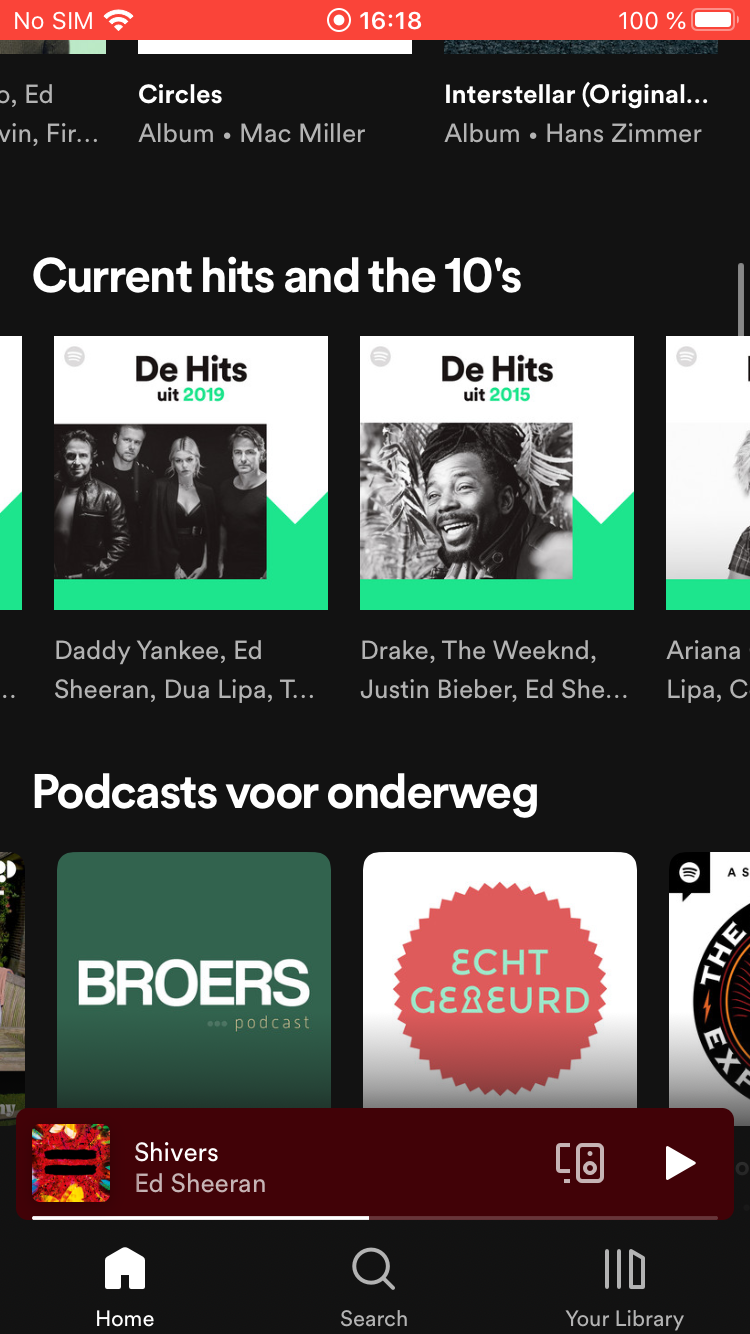 No SIM 16:18 100 %
o, Ed
vin, Fir...
Circles
Album • Mac Miller
Interstellar (Original...
Album • Hans Zimmer
Current hits and the 10's
De Hits
uit 2019
De Hits
uit 2015
Daddy Yankee, Ed
Sheeran, Dua Lipa, T...
Drake, The Weeknd,
Justin Bieber, Ed She...
Ariana
Lipa, C
Podcasts voor onderweg
BROERS
podcast
ECHT
GEBEURD
A S
THE
EXP
Shivers
Ed Sheeran
Home
Search
Your Library